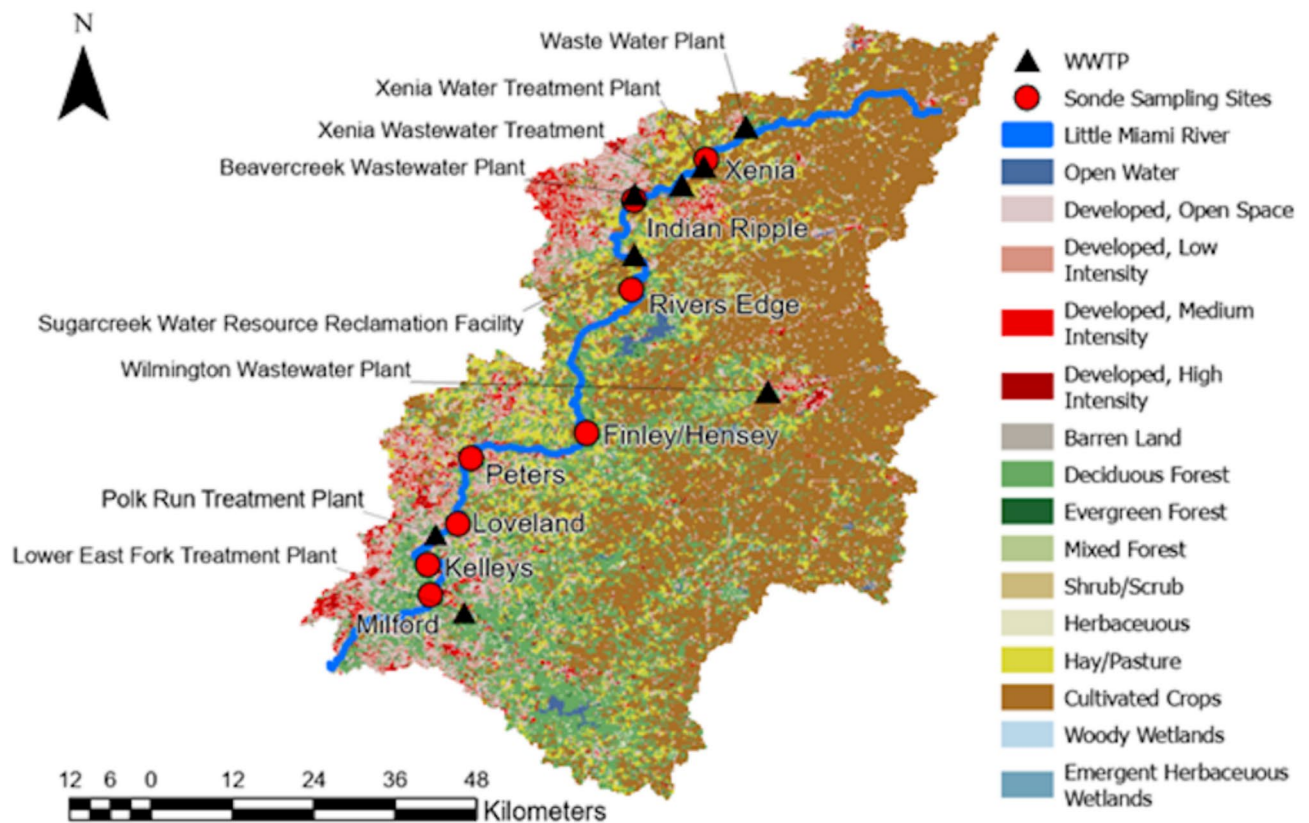 N
Waste Water Plant
Xenia Water Treatment Plant
Xenia Wastewater Treatment
Beavercreek Wastewater Plant
Xenia
Indian Ripple
Rivers Edge
Sugarcreek Water Resource Reclamation Facility
Wilmington Wastewater Plant
Finley/Hensey
Peters
Polk Run Treatment Plant
Loveland
Lower East Fork Treatment Plant
Kelleys
Milford
12 6 0 12 24 36 48
Kilometers
WWTP
Sonde Sampling Sites
Little Miami River
Open Water
Developed, Open Space
Developed, Low
Intensity
Developed, Medium
Intensity
Developed, High
Intensity
Barren Land
Deciduous Forest
Evergreen Forest
Mixed Forest
Shrub/Scrub
Herbaceuous
Hay/Pasture
Cultivated Crops
Woody Wetlands
Emergent Herbaceuous
Wetlands